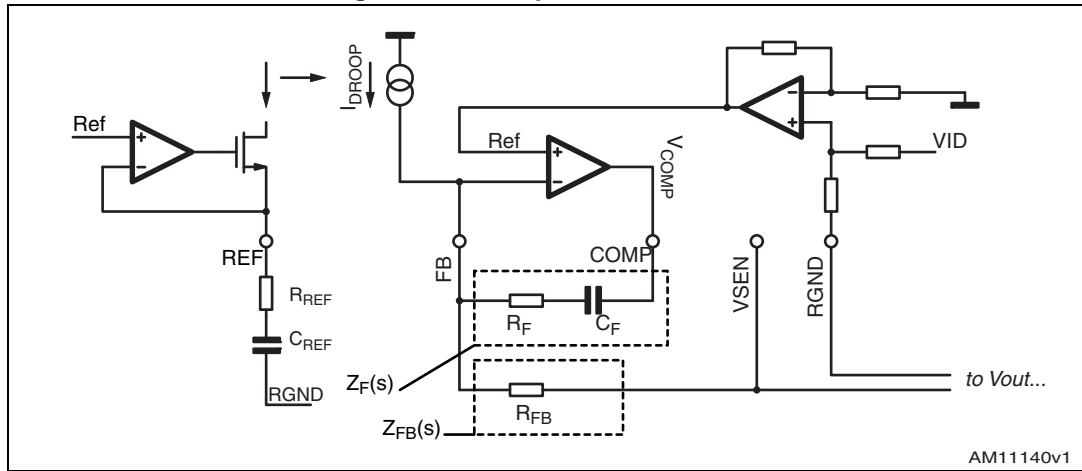 I_DROOP
Ref
Ref
V_COMP
VID
REF
FB
COMP
VSEN
RGND
R_REF
C_REF
RGND
R_F
C_F
Z_F(s)
R_FB
Z_FB(s)
to Vout...
AM11140v1